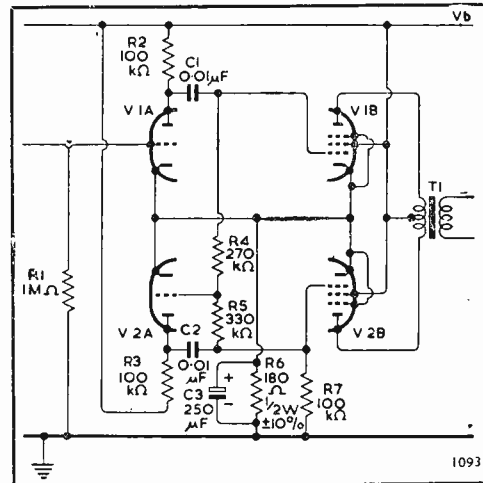 Vb
R2
100
kΩ
C1
0·01μF
V1A
V1B
T1
R4
270
kΩ
R1
1MΩ
R5
330
kΩ
V2A
C2
0·01
μF
V2B
R3
100
kΩ
R6
180
Ω
½W
±10%
C3
250
μF
+
−
R7
100
kΩ
1093